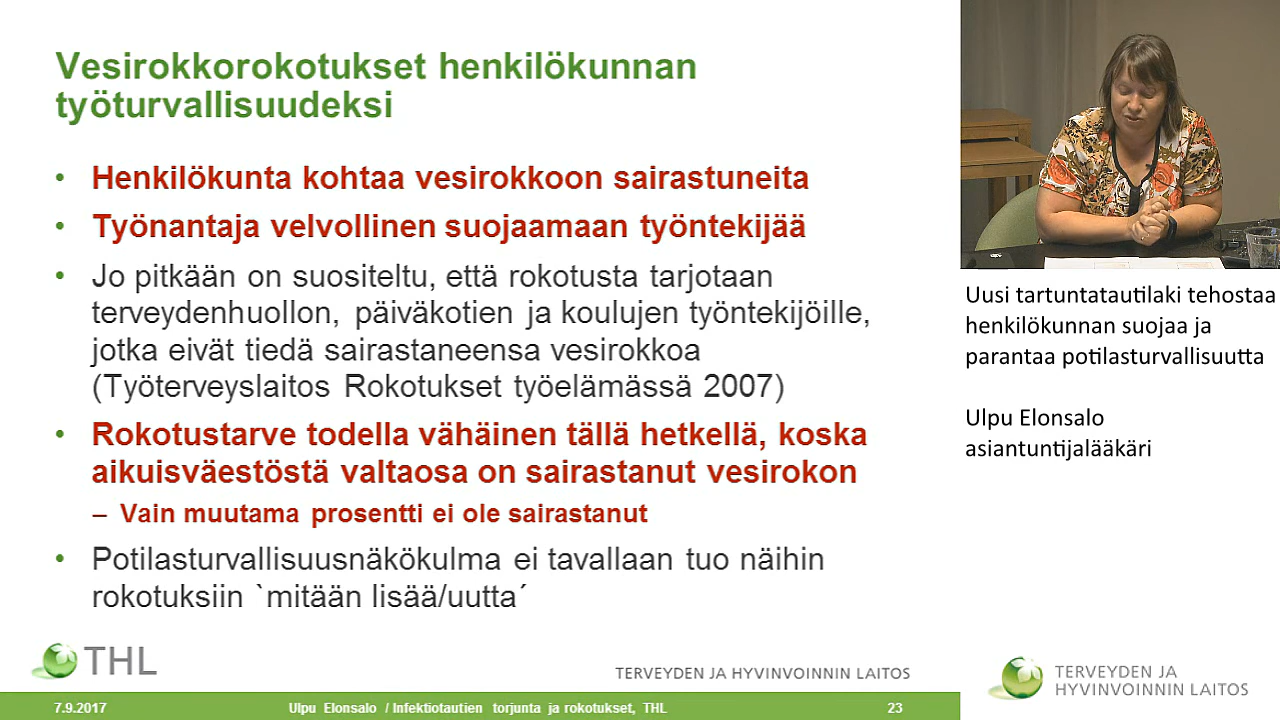 Vesirokkorokotukset henkilökunnan
työturvallisuudeksi
• Henkilökunta kohtaa vesirokkoon sairastuneita
• Työnantaja velvollinen suojaamaan työntekijää
• Jo pitkään on suositeltu, että rokotusta tarjotaan
terveydenhuollon, päiväkotien ja koulujen työntekijöille,
jotka eivät tiedä sairastaneensa vesirokkoa
(Työterveyslaitos Rokotukset työelämässä 2007)
• Rokotustarve todella vähäinen tällä hetkellä, koska
aikuisväestöstä valtaosa on sairastanut vesirokon
– Vain muutama prosentti ei ole sairastanut
• Potilasturvallisuusnäkökulma ei tavallaan tuo näihin
rokotuksiin `mitään lisää/uutta´
THL
TERVEYDEN JA HYVINVOINNIN LAITOS
7.9.2017 Ulpu Elonsalo / Infektiotautien torjunta ja rokotukset, THL 23
Uusi tartuntatautilaki tehostaa
henkilökunnan suojaa ja
parantaa potilasturvallisuutta
Ulpu Elonsalo
asiantuntijalääkäri
TERVEYDEN JA
HYVINVOINNIN LAITOS